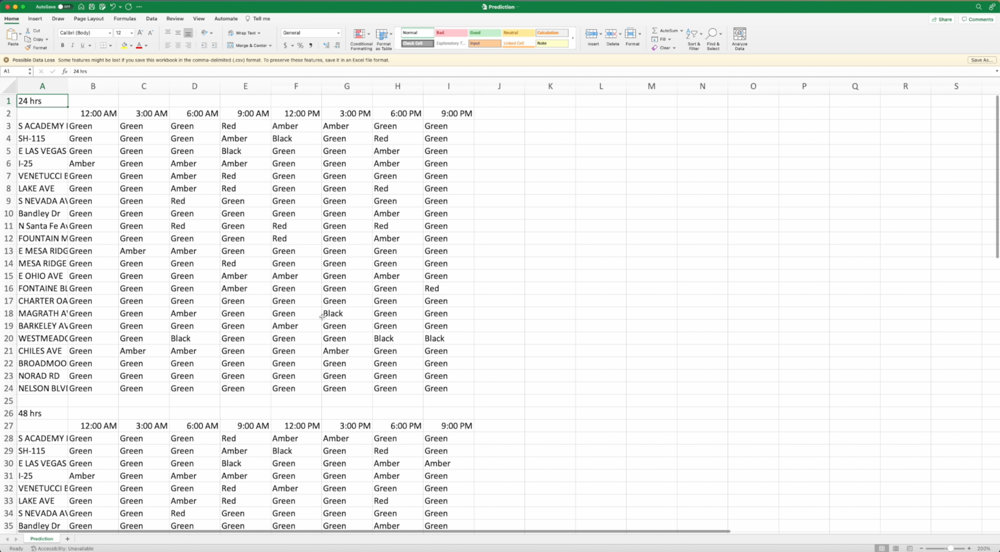 AutoSave OFF Prediction
Home Insert Draw Page Layout Formulas Data Review View Automate Tell me Share Comments
Paste Cut Copy Format
Calibri (Body) 12 Wrap Text General
Merge & Center
Conditional Formatting Format as Table
Normal Bad Good Neutral Calculation
Check Cell Explanatory T... Input Linked Cell Note
Insert Delete Format
AutoSum Fill Clear
Sort & Filter Find & Select Analyze Data
Possible Data Loss Some features might be lost if you save this workbook in the comma-delimited (.csv) format. To preserve these features, save it in an Excel file format. Save As...
A1 fx 24 hrs
A B C D E F G H I J K L M N O P Q R S
1 24 hrs
2 12:00 AM 3:00 AM 6:00 AM 9:00 AM 12:00 PM 3:00 PM 6:00 PM 9:00 PM
3 S ACADEMY Green Green Green Red Amber Amber Green Green
4 SH-115 Green Green Green Amber Black Green Red Green
5 E LAS VEGAS Green Green Green Black Green Green Amber Green
6 I-25 Amber Green Amber Amber Green Green Amber Green
7 VENETUCCI Green Green Amber Red Green Green Green Green
8 LAKE AVE Green Green Amber Red Green Green Red Green
9 S NEVADA AV Green Green Red Green Green Green Green Green
10 Bandley Dr Green Green Green Green Green Green Amber Green
11 N Santa Fe Av Green Green Red Green Red Green Red Green
12 FOUNTAIN M Green Green Green Green Red Green Amber Green
13 E MESA RIDG Green Amber Amber Green Green Green Green Green
14 MESA RIDGE Green Green Green Red Green Green Green Green
15 E OHIO AVE Green Green Green Amber Amber Green Amber Green
16 FONTAINE BL Green Green Green Amber Green Green Green Red
17 CHARTER OA Green Green Green Green Green Green Green Green
18 MAGRATH AV Green Green Amber Green Green Black Green Green
19 BARKELEY AV Green Green Green Green Amber Green Green Green
20 WESTMEADO Green Green Black Green Green Green Black Black
21 CHILES AVE Green Amber Amber Green Green Amber Green Green
22 BROADMOO Green Green Green Green Green Green Green Green
23 NORAD RD Green Green Green Green Green Green Green Green
24 NELSON BLV Green Green Green Green Green Green Green Green
25
26 48 hrs
27 12:00 AM 3:00 AM 6:00 AM 9:00 AM 12:00 PM 3:00 PM 6:00 PM 9:00 PM
28 S ACADEMY Green Green Green Red Amber Amber Green Green
29 SH-115 Green Green Green Amber Black Green Red Green
30 E LAS VEGAS Green Green Green Black Green Green Amber Amber
31 I-25 Amber Green Amber Amber Green Green Amber Green
32 VENETUCCI Green Green Green Red Amber Green Green Green
33 LAKE AVE Green Green Amber Red Green Green Red Green
34 S NEVADA AV Green Green Red Green Green Green Green Green
35 Bandley Dr Green Green Green Green Green Green Amber Green
Prediction
Ready Accessibility: Unavailable 200%